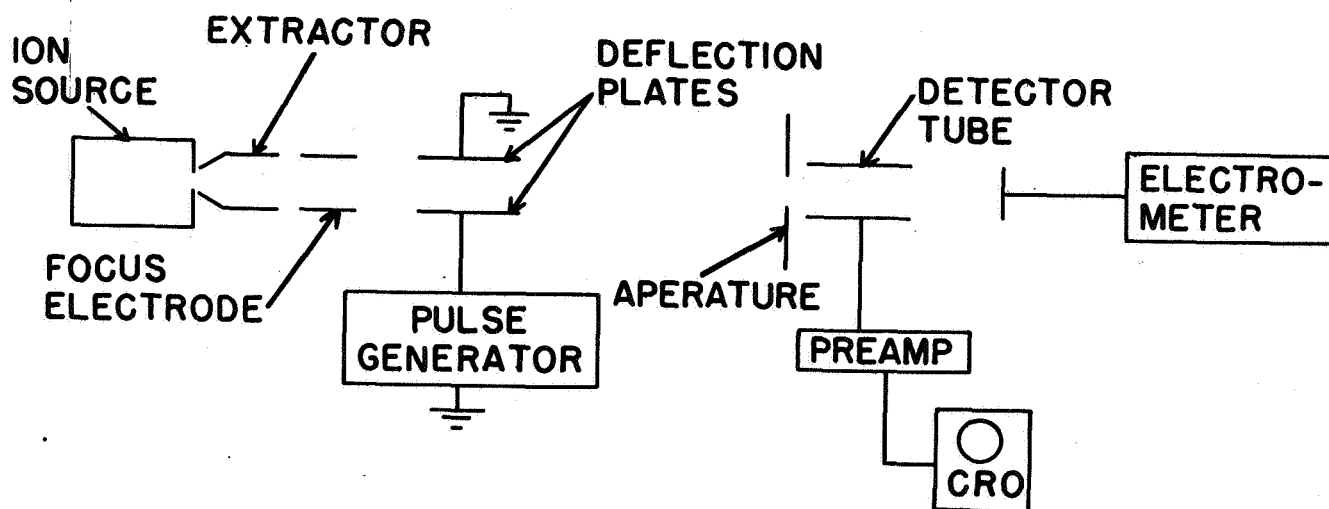 ION
SOURCE
EXTRACTOR
DEFLECTION
PLATES
DETECTOR
TUBE
ELECTRO-
METER
FOCUS
ELECTRODE
PULSE
GENERATOR
APERATURE
PREAMP
CRO